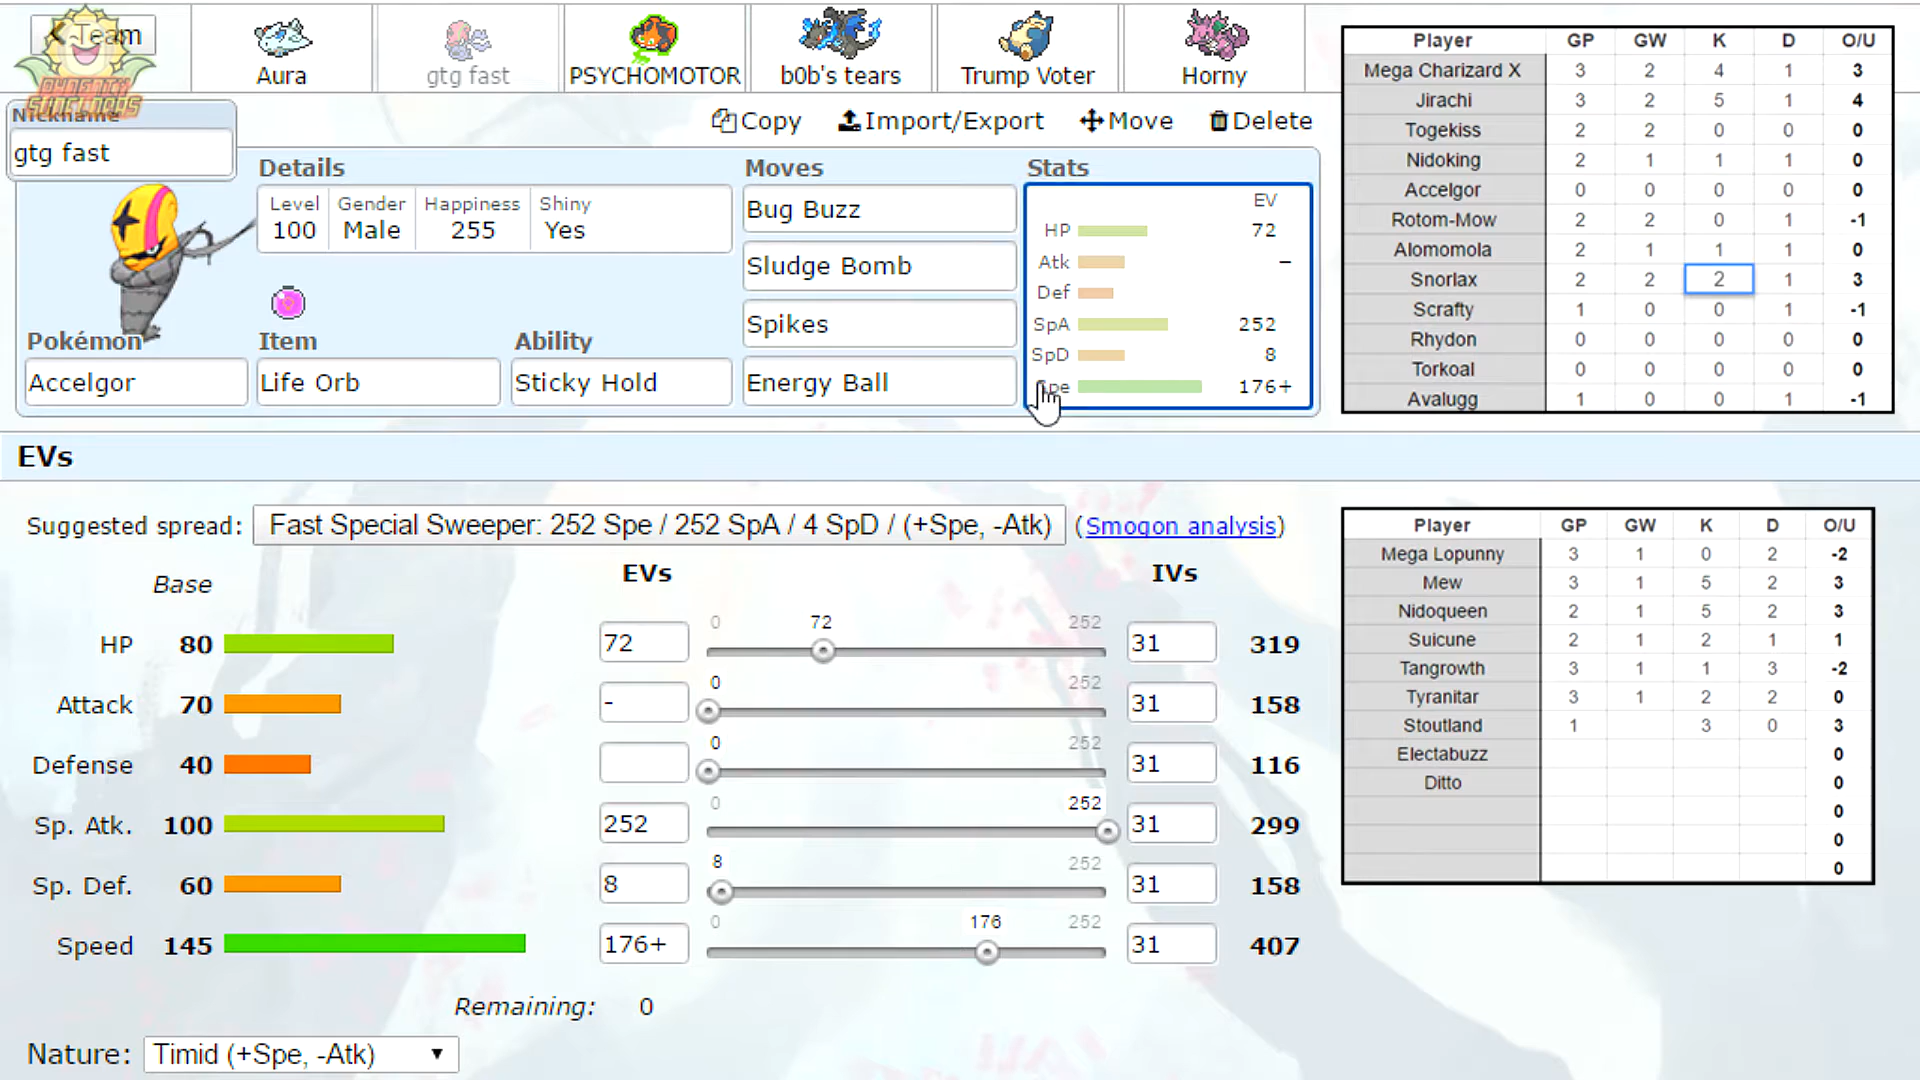 < Team
DYNASTY
Aura
gtg fast
PSYCHOMOTOR
b0b's tears
Trump Voter
Horny
Copy
Import/Export
Move
Delete
Nickname
gtg fast
Details
Level Gender Happiness Shiny
100 Male 255 Yes
Pokémon
Accelgor
Item
Life Orb
Ability
Sticky Hold
Moves
Bug Buzz
Sludge Bomb
Spikes
Energy Ball
Stats
EV
HP 72
Atk –
Def
SpA 252
SpD 8
Spe 176+
Player GP GW K D O/U
Mega Charizard X 3 2 4 1 3
Jirachi 3 2 5 1 4
Togekiss 2 2 0 0 0
Nidoking 2 1 1 1 0
Accelgor 0 0 0 0 0
Rotom-Mow 2 2 0 1 -1
Alomomola 2 1 1 1 0
Snorlax 2 2 2 1 3
Scrafty 1 0 0 1 -1
Rhydon 0 0 0 0 0
Torkoal 0 0 0 0 0
Avalugg 1 0 0 1 -1
EVs
Suggested spread: Fast Special Sweeper: 252 Spe / 252 SpA / 4 SpD / (+Spe, -Atk) (Smogon analysis)
Base EVs IVs
0 72 252
HP 80 72 31 319
0 252
Attack 70 - 31 158
0 252
Defense 40 31 116
0 252
Sp. Atk. 100 252 31 299
8 252
Sp. Def. 60 8 31 158
0 176 252
Speed 145 176+ 31 407
Remaining: 0
Nature: Timid (+Spe, -Atk)
Player GP GW K D O/U
Mega Lopunny 3 1 0 2 -2
Mew 3 1 5 2 3
Nidoqueen 2 1 5 2 3
Suicune 2 1 2 1 1
Tangrowth 3 1 1 3 -2
Tyranitar 3 1 2 2 0
Stoutland 1 3 0 3
Electabuzz 0
Ditto 0
0
0
0